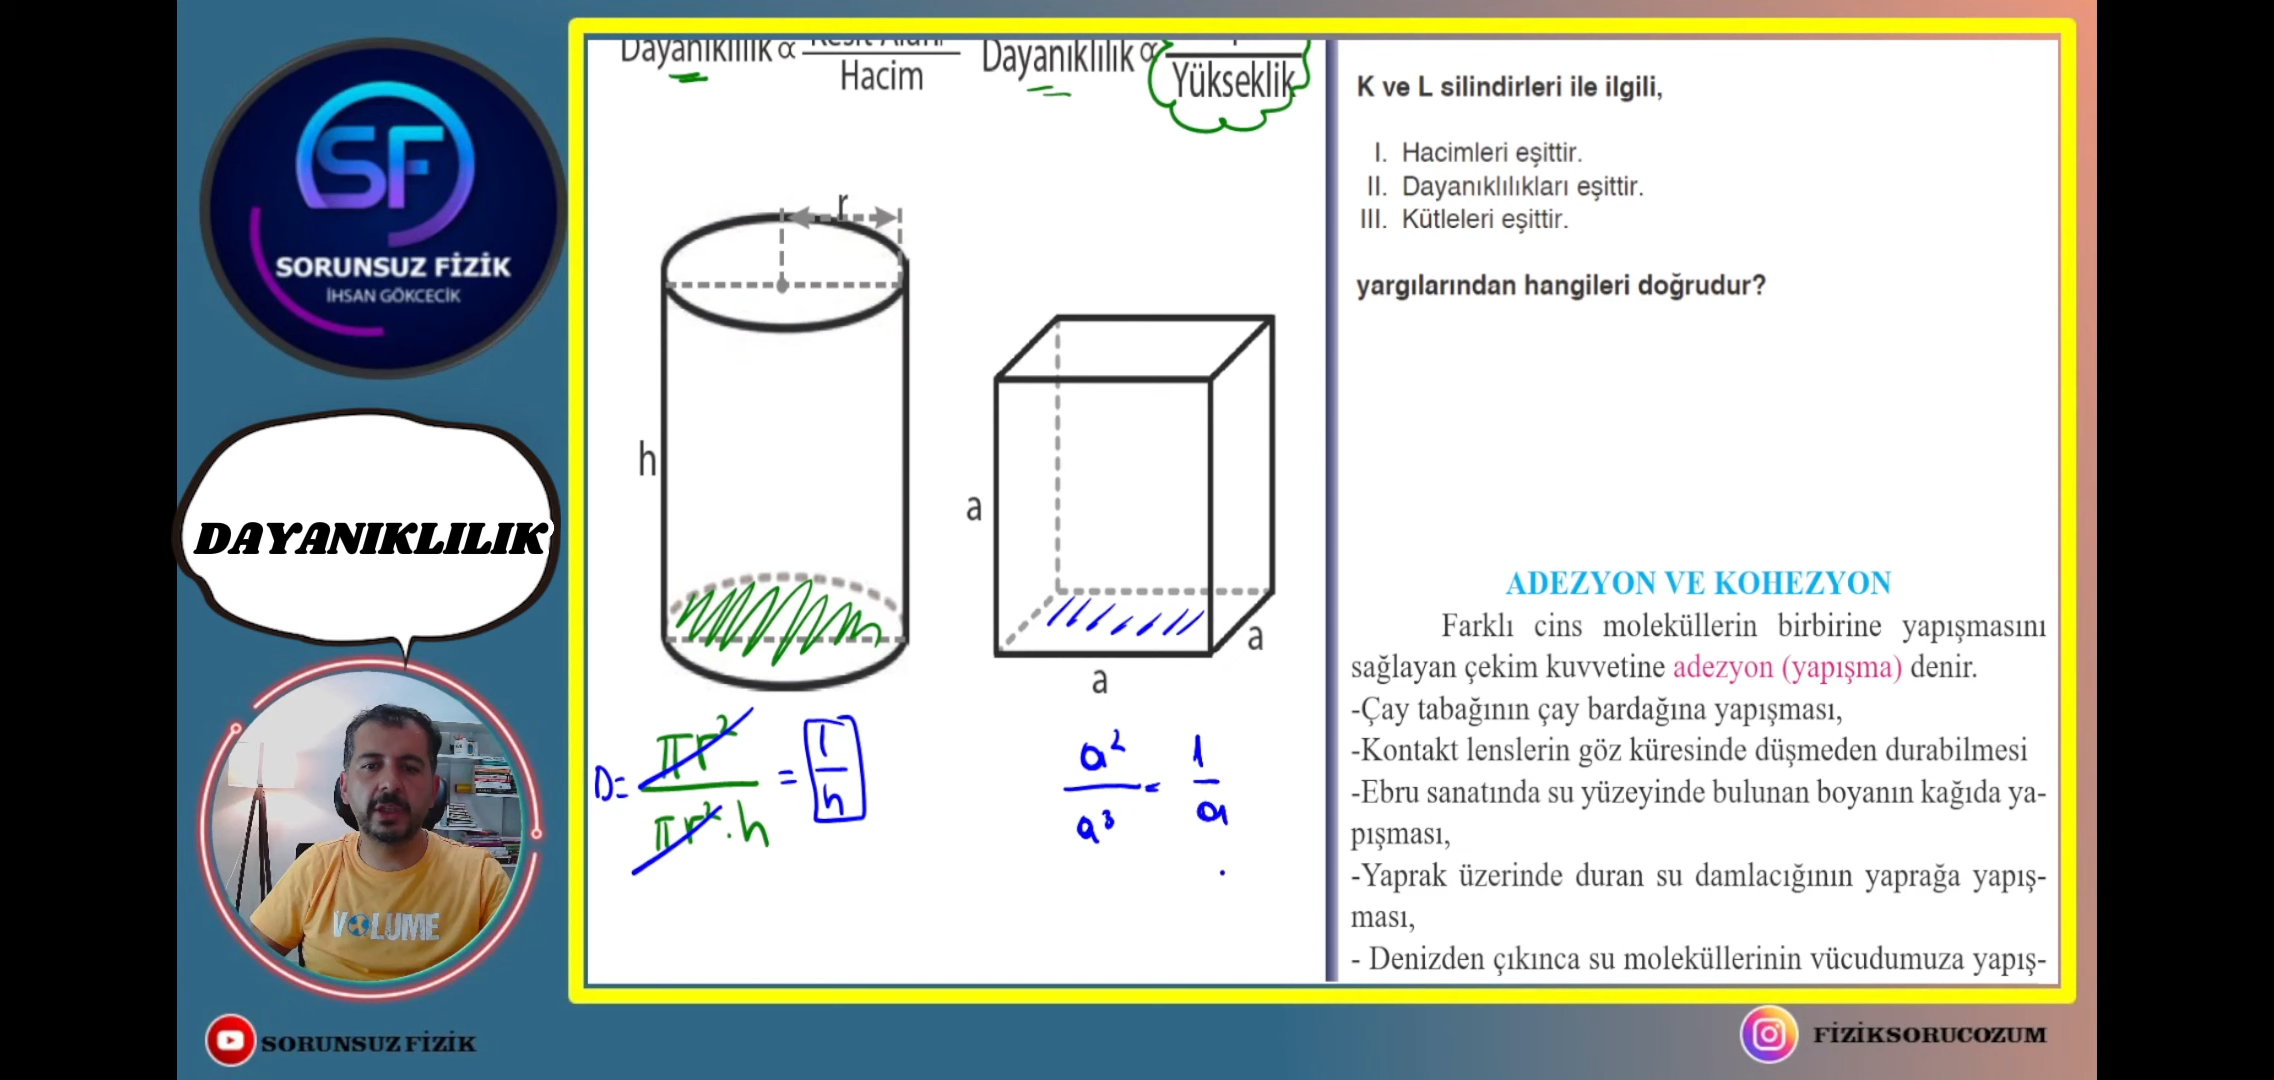 SF
SORUNSUZ FİZİK
İHSAN GÖKCECİK
DAYANIKLILIK
VOLUME
SORUNSUZ FİZİK
Dayanıklılık ∝ Kesit Alanı / Hacim
Dayanıklılık ∝ 1 / Yükseklik
r
h
a
a
a
D= πr² / πr².h = 1/h
a² / a³ = 1/a
K ve L silindirleri ile ilgili,
I. Hacimleri eşittir.
II. Dayanıklılıkları eşittir.
III. Kütleleri eşittir.
yargılarından hangileri doğrudur?
ADEZYON VE KOHEZYON
Farklı cins moleküllerin birbirine yapışmasını
sağlayan çekim kuvvetine adezyon (yapışma) denir.
-Çay tabağının çay bardağına yapışması,
-Kontakt lenslerin göz küresinde düşmeden durabilmesi
-Ebru sanatında su yüzeyinde bulunan boyanın kağıda ya-
pışması,
-Yaprak üzerinde duran su damlacığının yaprağa yapış-
ması,
- Denizden çıkınca su moleküllerinin vücudumuza yapış-
FİZİKSORUCOZUM